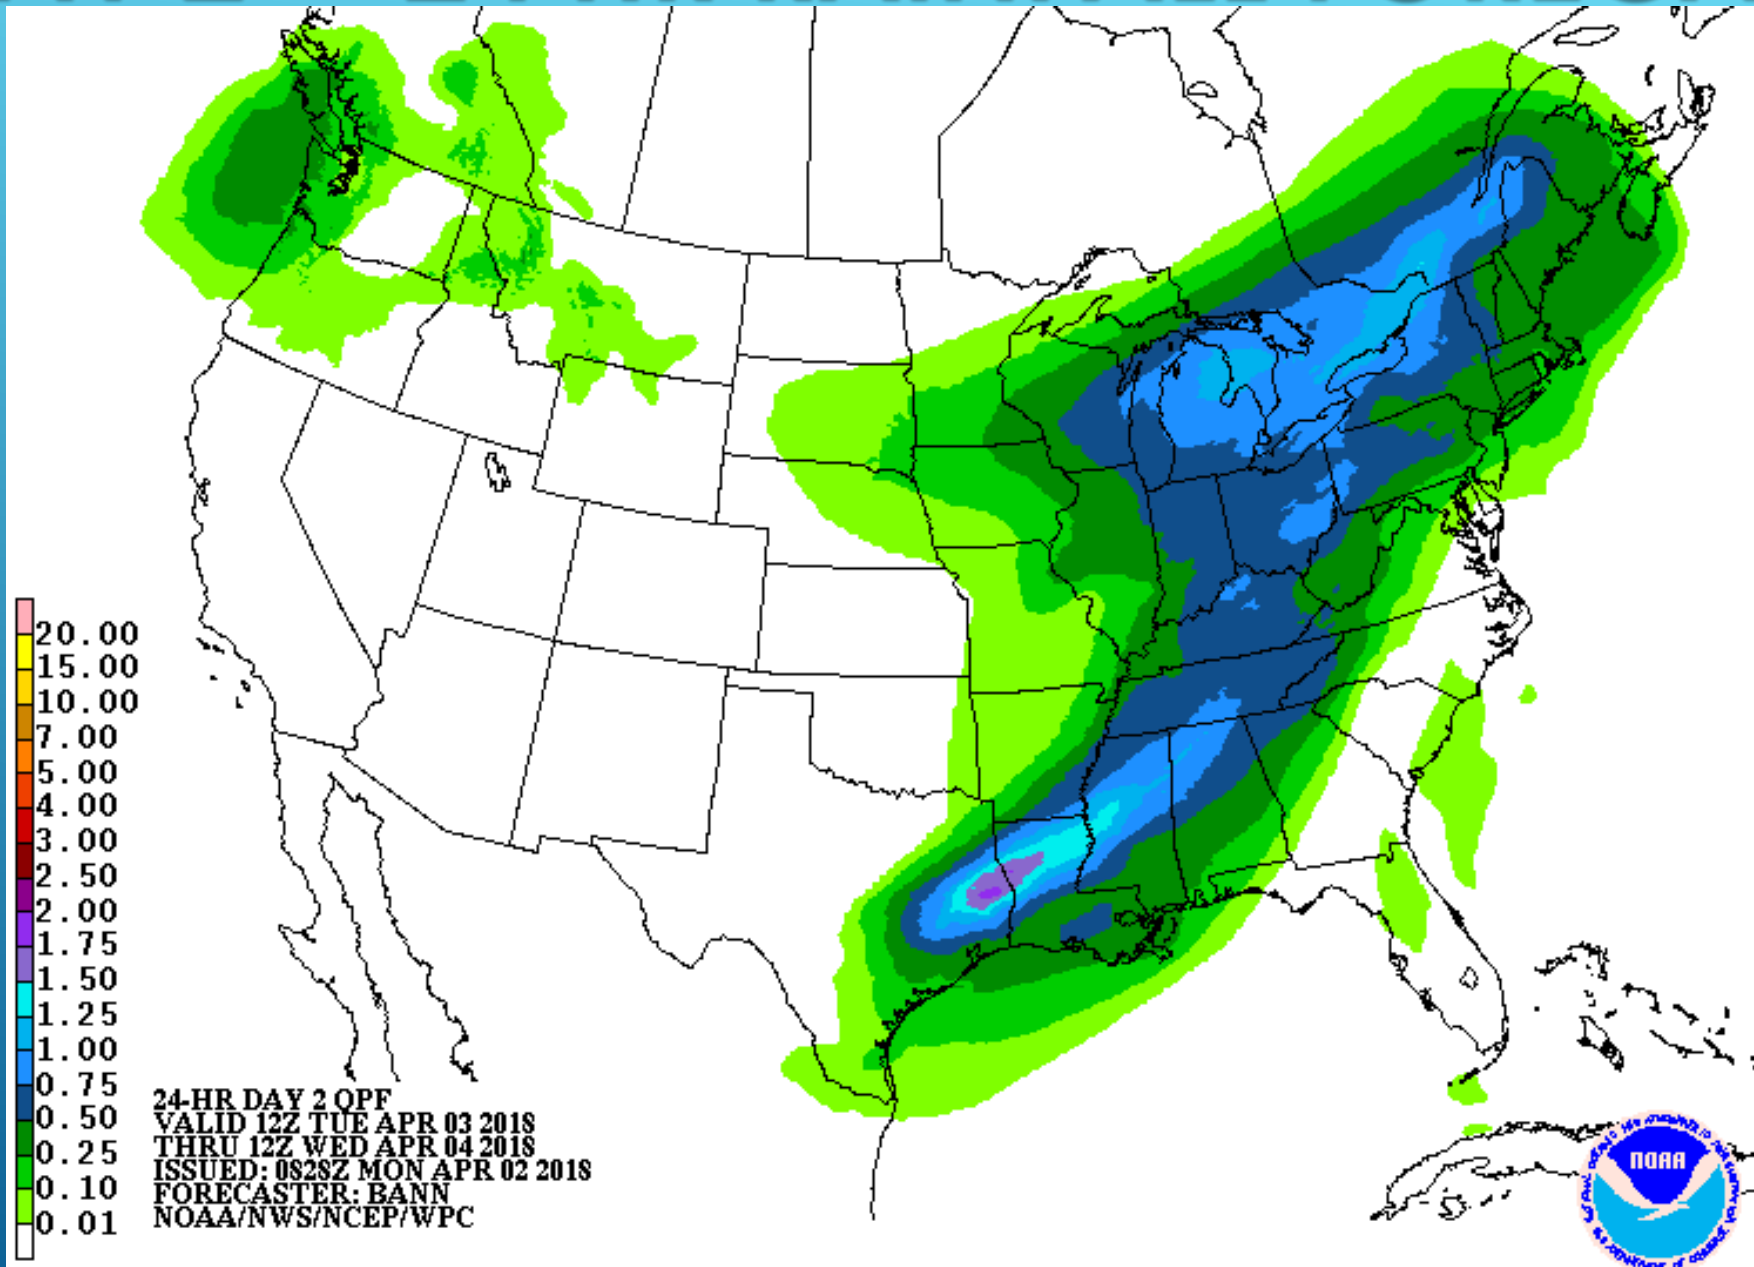 20.00
15.00
10.00
7.00
5.00
4.00
3.00
2.50
2.00
1.75
1.50
1.25
1.00
0.75
0.50
0.25
0.10
0.01
24-HR DAY 2 QPF
VALID 12Z TUE APR 03 2018
THRU 12Z WED APR 04 2018
ISSUED: 0828Z MON APR 02 2018
FORECASTER: BANN
NOAA/NWS/NCEP/WPC
NOAA